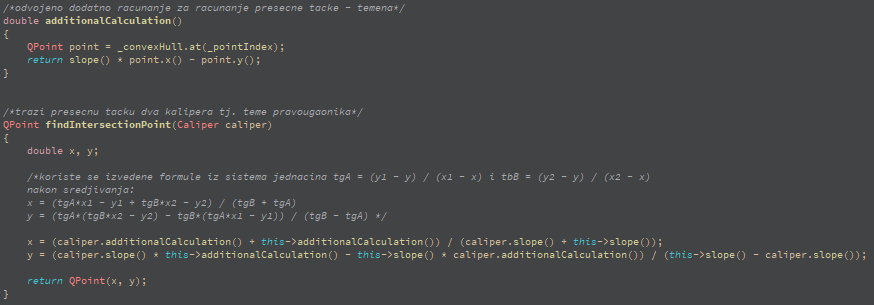 /*odvojeno dodatno racunanje za racunanje presecne tacke - temena*/
double additionalCalculation()
{
    QPoint point = _convexHull.at(_pointIndex);
    return slope() * point.x() - point.y();
}
/*trazi presecnu tacku dva kalipera tj. teme pravougaonika*/
QPoint findIntersectionPoint(Caliper caliper)
{
    double x, y;
    /*koriste se izvedene formule iz sistema jednacina tgA = (y1 - y) / (x1 - x) i tbB = (y2 - y) / (x2 - x)
    nakon sredjivanja:
    x = (tgA*x1 - y1 + tgB*x2 - y2) / (tgB + tgA)
    y = (tgA*(tgB*x2 - y2) - tgB*(tgA*x1 - y1)) / (tgB - tgA) */
    x = (caliper.additionalCalculation() + this->additionalCalculation()) / (caliper.slope() + this->slope());
    y = (caliper.slope() * this->additionalCalculation() - this->slope() * caliper.additionalCalculation()) / (this->slope() - caliper.slope());
    return QPoint(x, y);
}